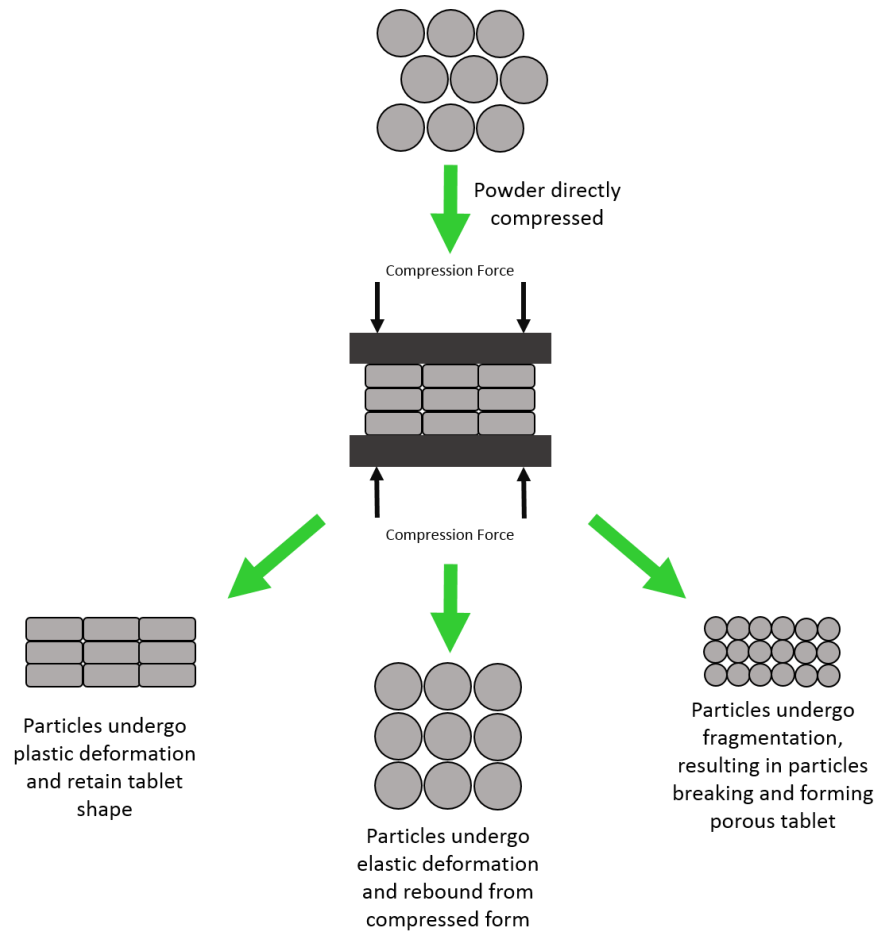 Powder directly
compressed
Compression Force
Compression Force
Particles undergo
plastic deformation
and retain tablet
shape
Particles undergo
elastic deformation
and rebound from
compressed form
Particles undergo
fragmentation,
resulting in particles
breaking and forming
porous tablet